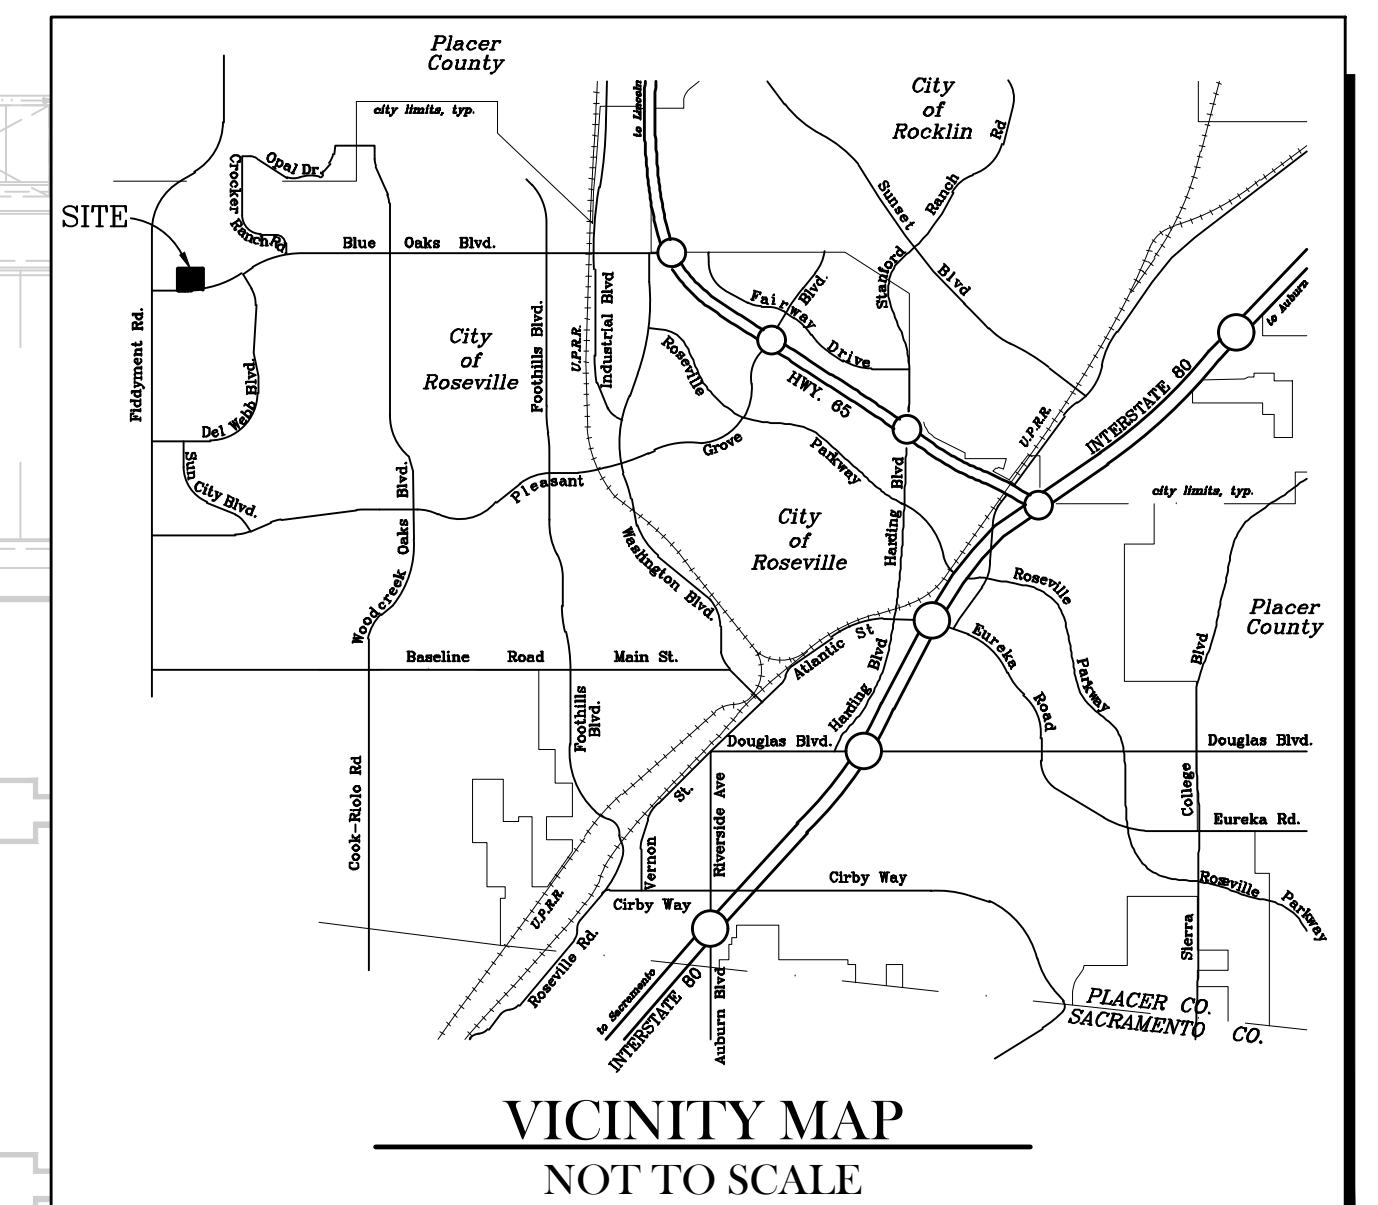 Placer
County
city limits, typ.
to Lincoln
City
of
Rocklin
Opal Dr.
Crocker
Ranch Rd
SITE
Blue Oaks Blvd.
Sunset
Blvd
Stanford
Ranch
Rd
Fairway
Drive
Blvd.
to Auburn
Fiddyment Rd.
City
of
Roseville
Foothills Blvd.
U.P.R.R.
Industrial Blvd
Roseville
Parkway
HWY. 65
INTERSTATE 80
U.P.R.R.
Del Webb Blvd.
Sun
City Blvd.
Pleasant
Grove
Harding Blvd
city limits, typ.
City
of
Roseville
Woodcreek Oaks Blvd.
Washington Blvd.
Roseville
Parkway
Placer
County
Atlantic St
Eureka
Road
Baseline Road
Main St.
Harding Blvd
Blvd
Foothills
Blvd.
Douglas Blvd.
Douglas Blvd.
Cook-Riolo Rd
St.
Vernon
Riverside Ave
College
Eureka Rd.
Cirby Way
Cirby Way
Roseville
Parkway
U.P.R.R.
Roseville Rd.
Sierra
to Sacramento
INTERSTATE 80
Auburn Blvd
PLACER CO.
SACRAMENTO CO.
VICINITY MAP
NOT TO SCALE